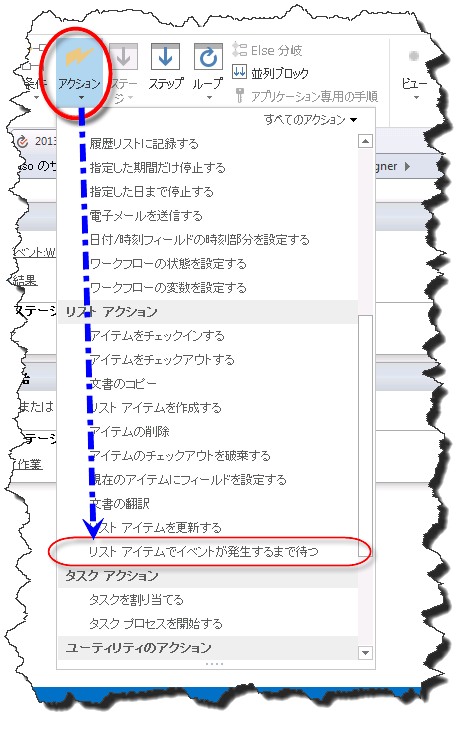 Else 分岐
条件 アクション ステージ ステップ ループ 並列ブロック ビュー
アプリケーション専用の手順
すべてのアクション
2013
so のサ
gner
履歴リストに記録する
指定した期間だけ停止する
指定した日まで停止する
電子メールを送信する
日付/時刻フィールドの時刻部分を設定する
ベント:W
ワークフローの状態を設定する
結果
ワークフローの変数を設定する
ステージ
リスト アクション
アイテムをチェックインする
アイテムをチェックアウトする
文書のコピー
または
リスト アイテムを作成する
アイテムの削除
テージ
アイテムのチェックアウトを破棄する
作業
現在のアイテムにフィールドを設定する
文書の翻訳
リスト アイテムを更新する
リスト アイテムでイベントが発生するまで待つ
タスク アクション
タスクを割り当てる
タスク プロセスを開始する
ユーティリティのアクション